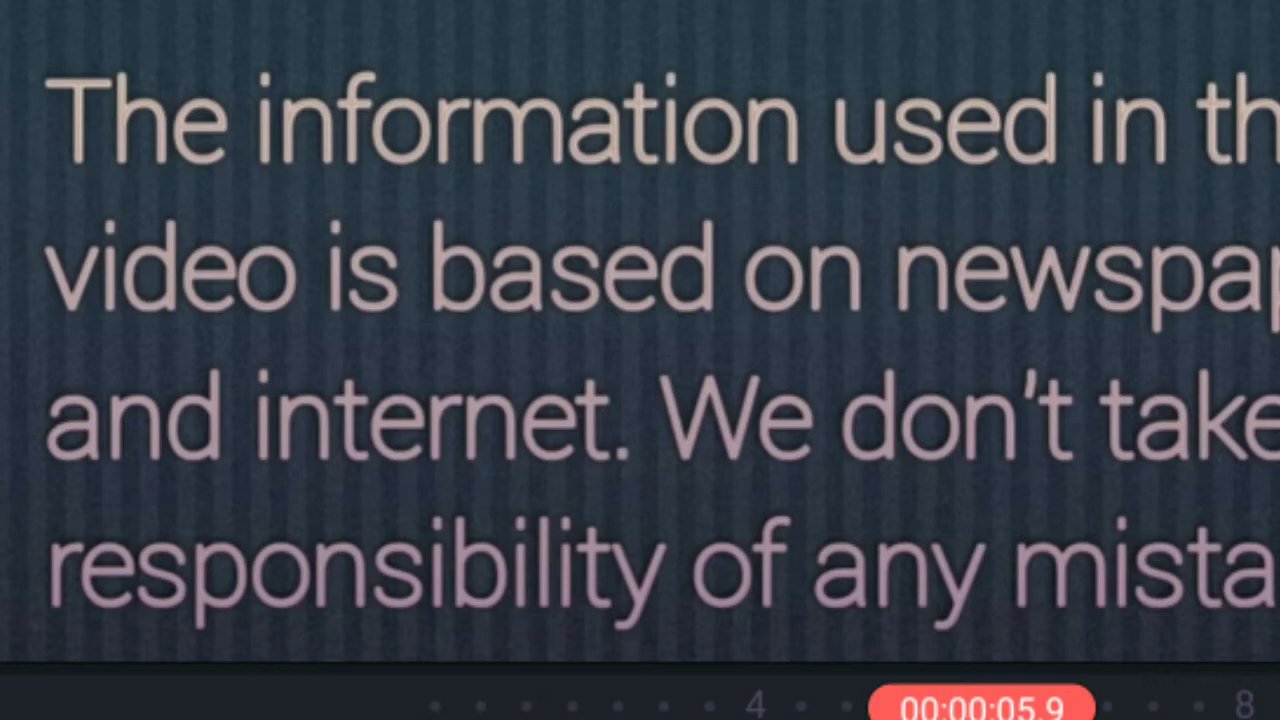 The information used in th
video is based on newspap
and internet. We don't take
responsibility of any mista
4 00:00:05.9 8